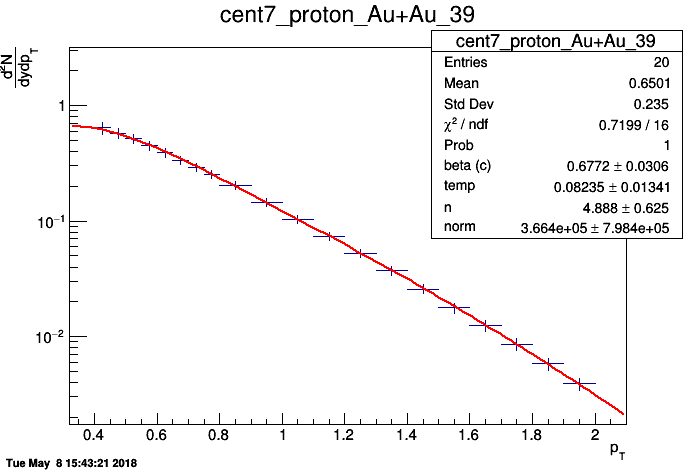 cent7_proton_Au+Au_39
d²N
dydp_T
cent7_proton_Au+Au_39
Entries 20
Mean 0.6501
Std Dev 0.235
χ² / ndf 0.7199 / 16
Prob 1
beta (c) 0.6772 ± 0.0306
temp 0.08235 ± 0.01341
n 4.888 ± 0.625
norm 3.664e+05 ± 7.984e+05
1
10⁻¹
10⁻²
0.4 0.6 0.8 1 1.2 1.4 1.6 1.8 2
p_T
Tue May 8 15:43:21 2018